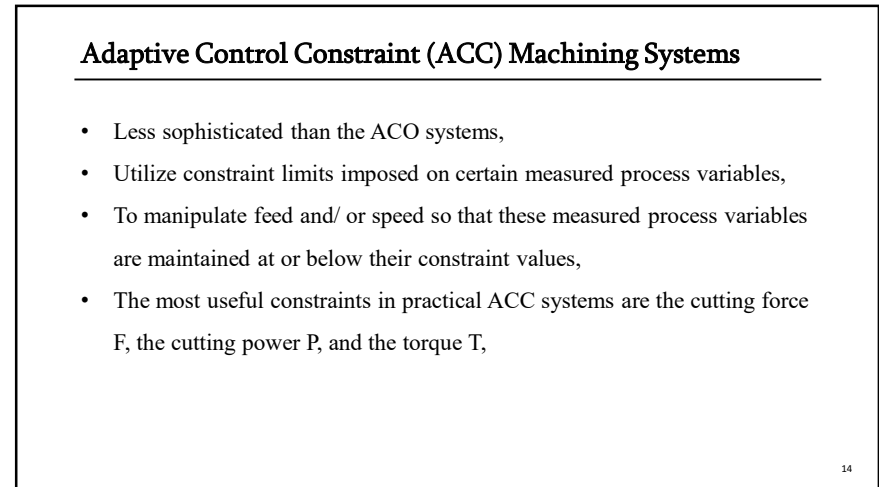 Adaptive Control Constraint (ACC) Machining Systems
• Less sophisticated than the ACO systems,
• Utilize constraint limits imposed on certain measured process variables,
• To manipulate feed and/ or speed so that these measured process variables
are maintained at or below their constraint values,
• The most useful constraints in practical ACC systems are the cutting force
F, the cutting power P, and the torque T,
14